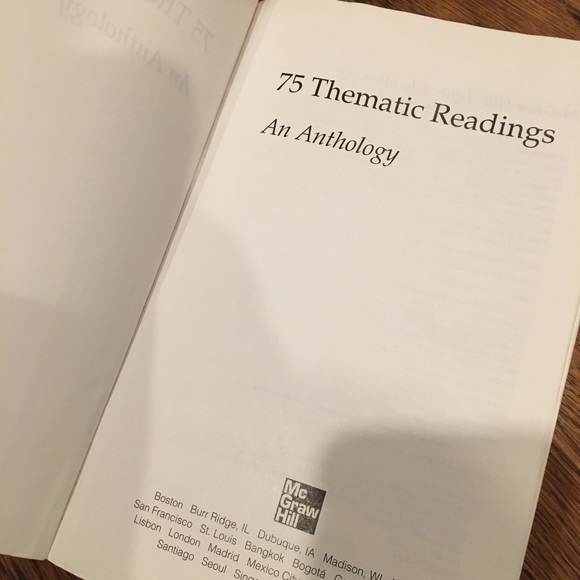 75 Thematic Readings
An Anthology
Mc
Graw
Hill
Boston Burr Ridge, IL Dubuque, IA Madison, WI
San Francisco St. Louis Bangkok Bogotá
Lisbon London Madrid Mexico City
Santiago Seoul